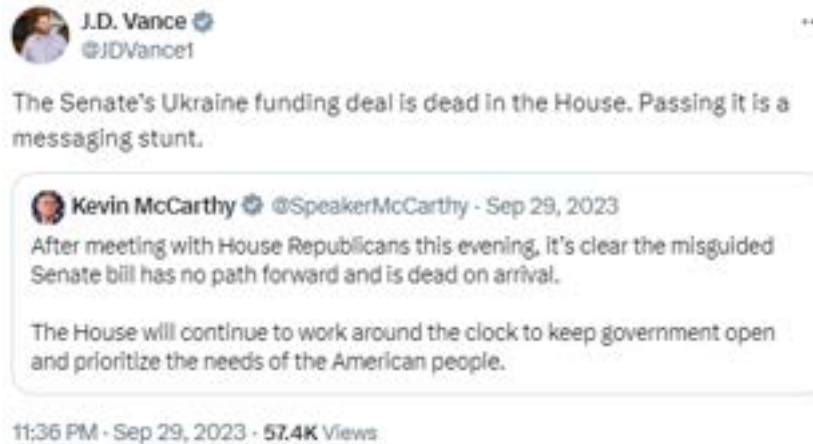 J.D. Vance
@JDVance1
The Senate's Ukraine funding deal is dead in the House. Passing it is a
messaging stunt.
Kevin McCarthy @SpeakerMcCarthy · Sep 29, 2023
After meeting with House Republicans this evening, it's clear the misguided
Senate bill has no path forward and is dead on arrival.
The House will continue to work around the clock to keep government open
and prioritize the needs of the American people.
11:36 PM · Sep 29, 2023 · 57.4K Views